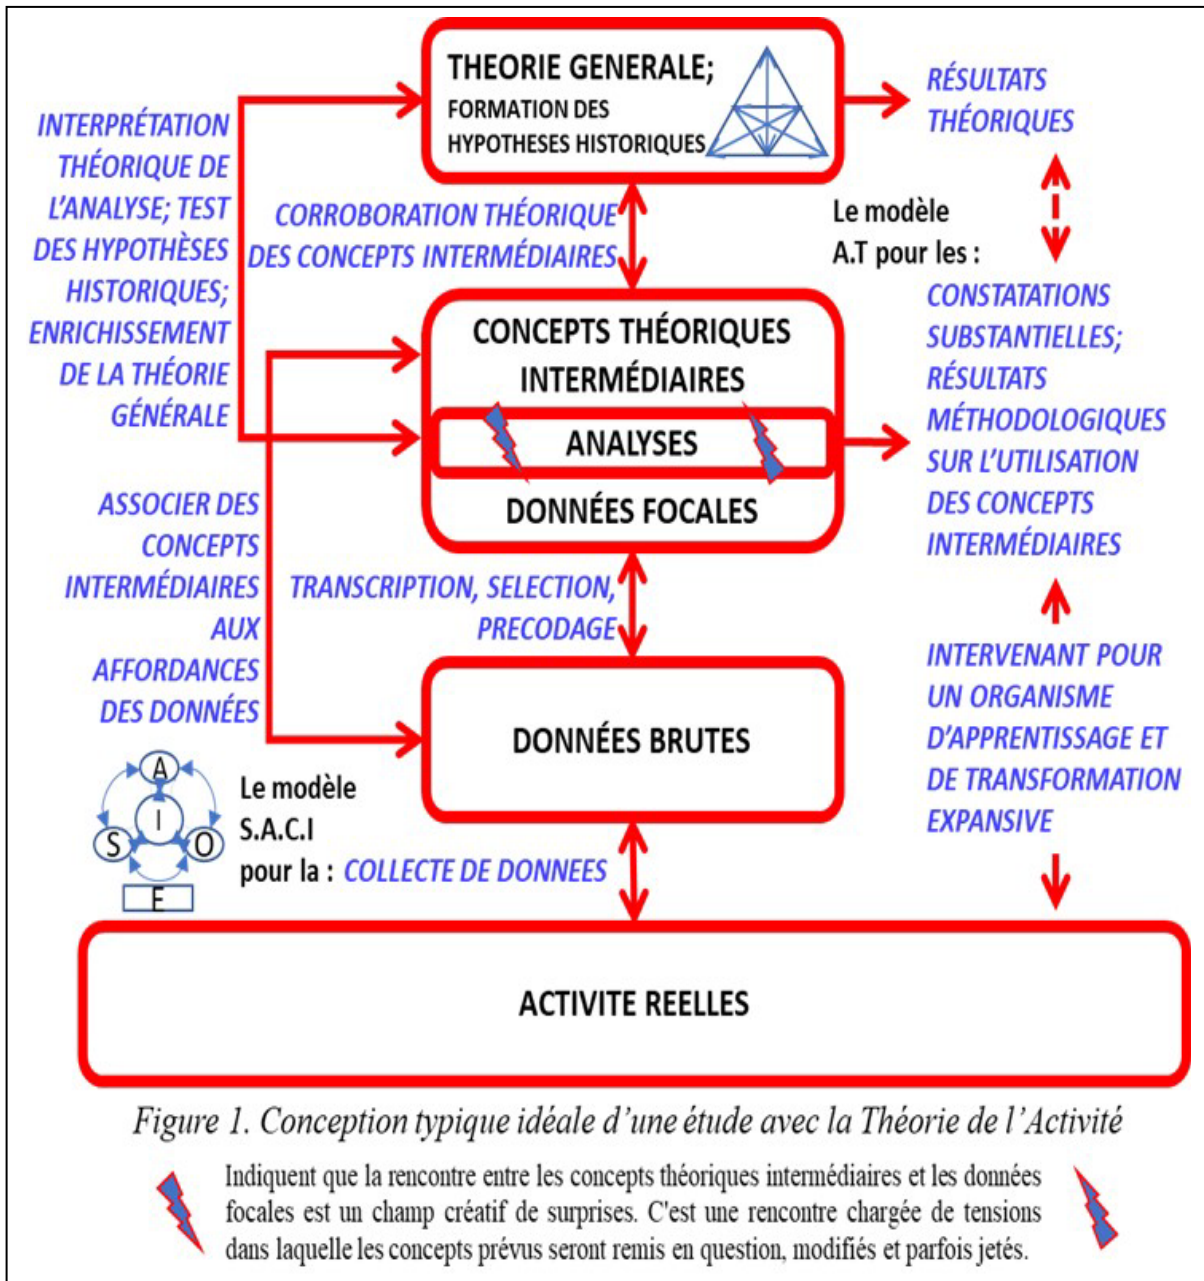 THEORIE GENERALE;
FORMATION DES
HYPOTHESES HISTORIQUES
RÉSULTATS
THÉORIQUES
INTERPRÉTATION
THÉORIQUE DE
L'ANALYSE; TEST
DES HYPOTHÈSES
HISTORIQUES;
ENRICHISSEMENT
DE LA THÉORIE
GÉNÉRALE
CORROBORATION THÉORIQUE
DES CONCEPTS INTERMÉDIAIRES
Le modèle
A.T pour les :
CONCEPTS THÉORIQUES
INTERMÉDIAIRES
ANALYSES
DONNÉES FOCALES
CONSTATATIONS
SUBSTANTIELLES;
RÉSULTATS
MÉTHODOLOGIQUES
SUR L'UTILISATION
DES CONCEPTS
INTERMÉDIAIRES
ASSOCIER DES
CONCEPTS
INTERMÉDIAIRES
AUX
AFFORDANCES
DES DONNÉES
TRANSCRIPTION, SELECTION,
PRECODAGE
INTERVENANT POUR
UN ORGANISME
D'APPRENTISSAGE ET
DE TRANSFORMATION
EXPANSIVE
DONNÉES BRUTES
A
I
S
O
E
Le modèle
S.A.C.I
pour la : COLLECTE DE DONNEES
ACTIVITE REELLES
Figure 1. Conception typique idéale d'une étude avec la Théorie de l'Activité
Indiquent que la rencontre entre les concepts théoriques intermédiaires et les données
focales est un champ créatif de surprises. C'est une rencontre chargée de tensions
dans laquelle les concepts prévus seront remis en question, modifiés et parfois jetés.